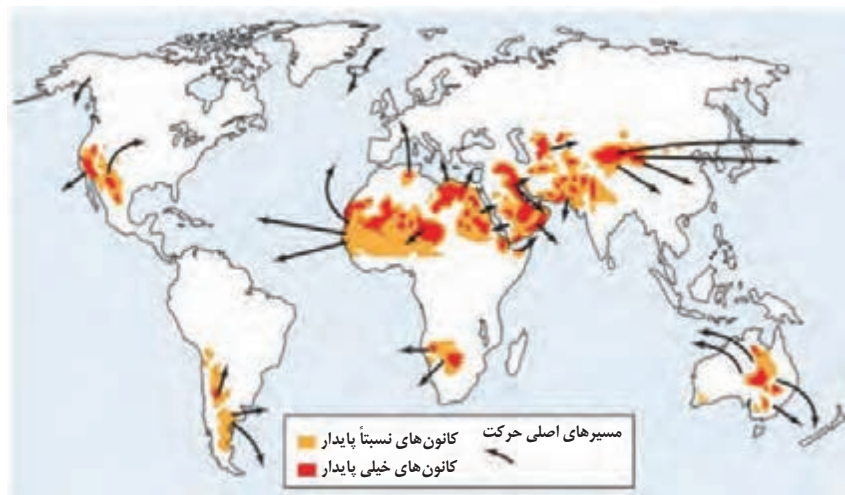 مسیرهای اصلی حرکت
کانون‌های نسبتاً پایدار
کانون‌های خیلی پایدار